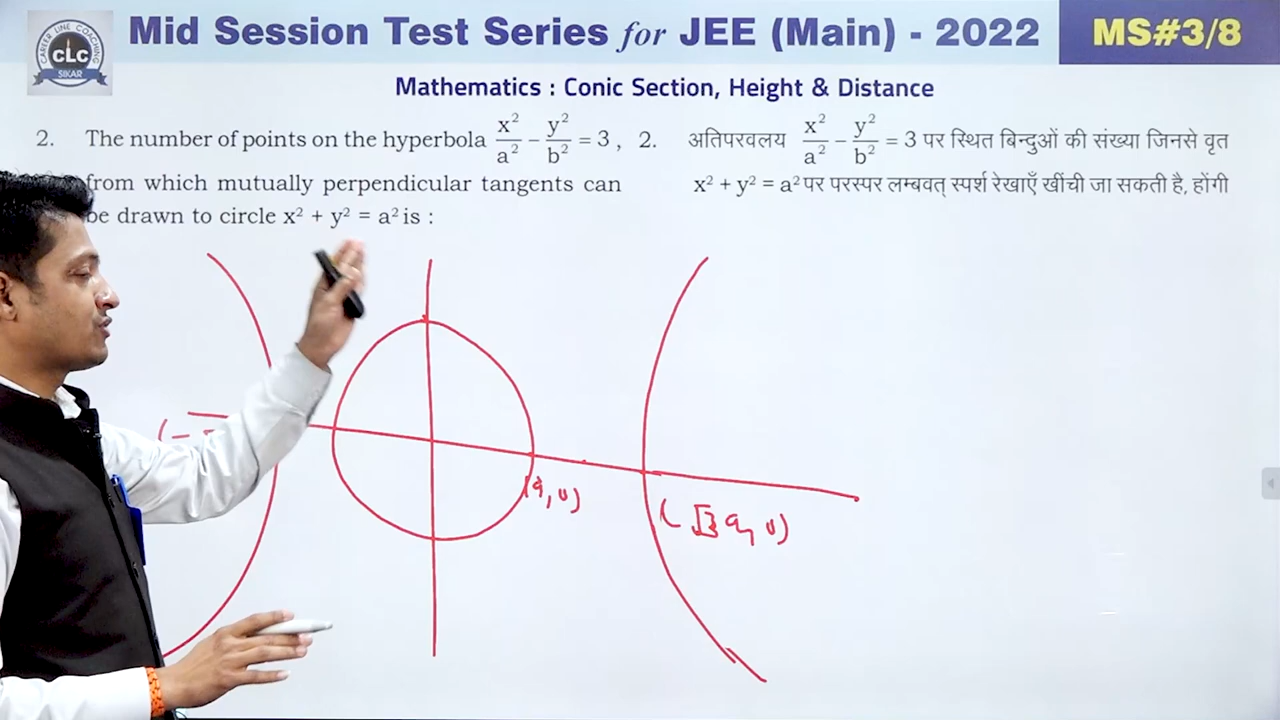 CAREER LINE COACHING
CLC
SIKAR
Mid Session Test Series for JEE (Main) - 2022
MS#3/8
Mathematics : Conic Section, Height & Distance
2. The number of points on the hyperbola x²/a² − y²/b² = 3,
from which mutually perpendicular tangents can
be drawn to circle x² + y² = a² is :
2. अतिपरवलय x²/a² − y²/b² = 3 पर स्थित बिन्दुओं की संख्या जिनसे वृत
x² + y² = a² पर परस्पर लम्बवत् स्पर्श रेखाएँ खींची जा सकती है, होंगी
(a, 0)
(√3 a, 0)